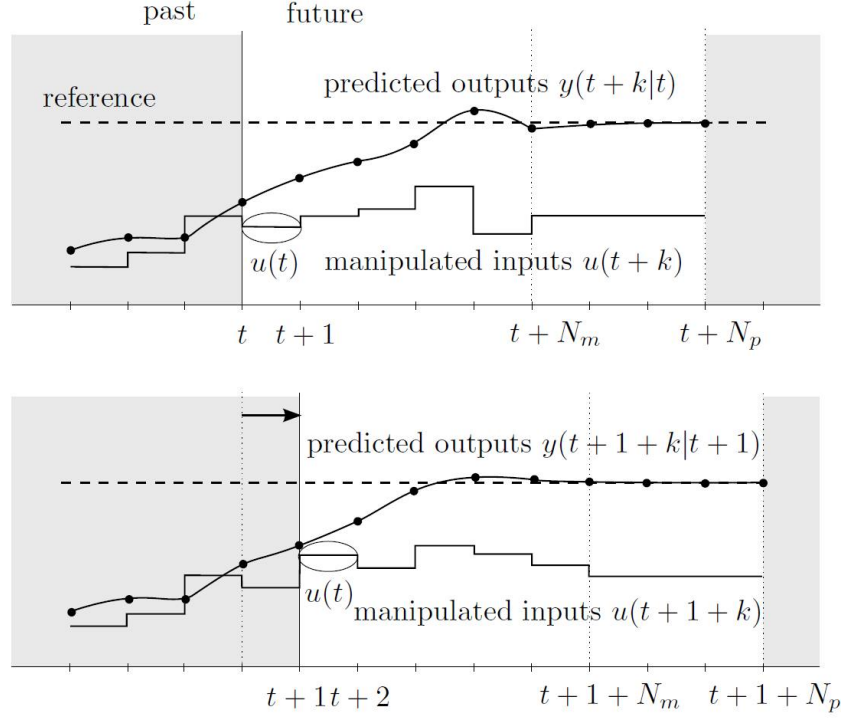 past future
predicted outputs y(t + k|t)
reference
u(t)
manipulated inputs u(t + k)
t t + 1 t + N_m t + N_p
predicted outputs y(t + 1 + k|t + 1)
u(t)
manipulated inputs u(t + 1 + k)
t + 1 t + 2 t + 1 + N_m t + 1 + N_p